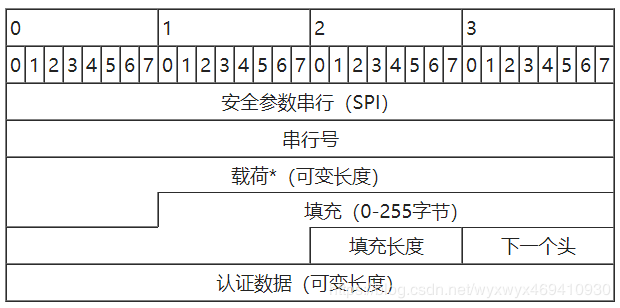 0 1 2 3
0 1 2 3 4 5 6 7 0 1 2 3 4 5 6 7 0 1 2 3 4 5 6 7 0 1 2 3 4 5 6 7
安全参数串行（SPI）
串行号
载荷*（可变长度）
填充（0-255字节）
填充长度 下一个头
认证数据（可变长度）
https://blog.csdn.net/wyxwyx469410930